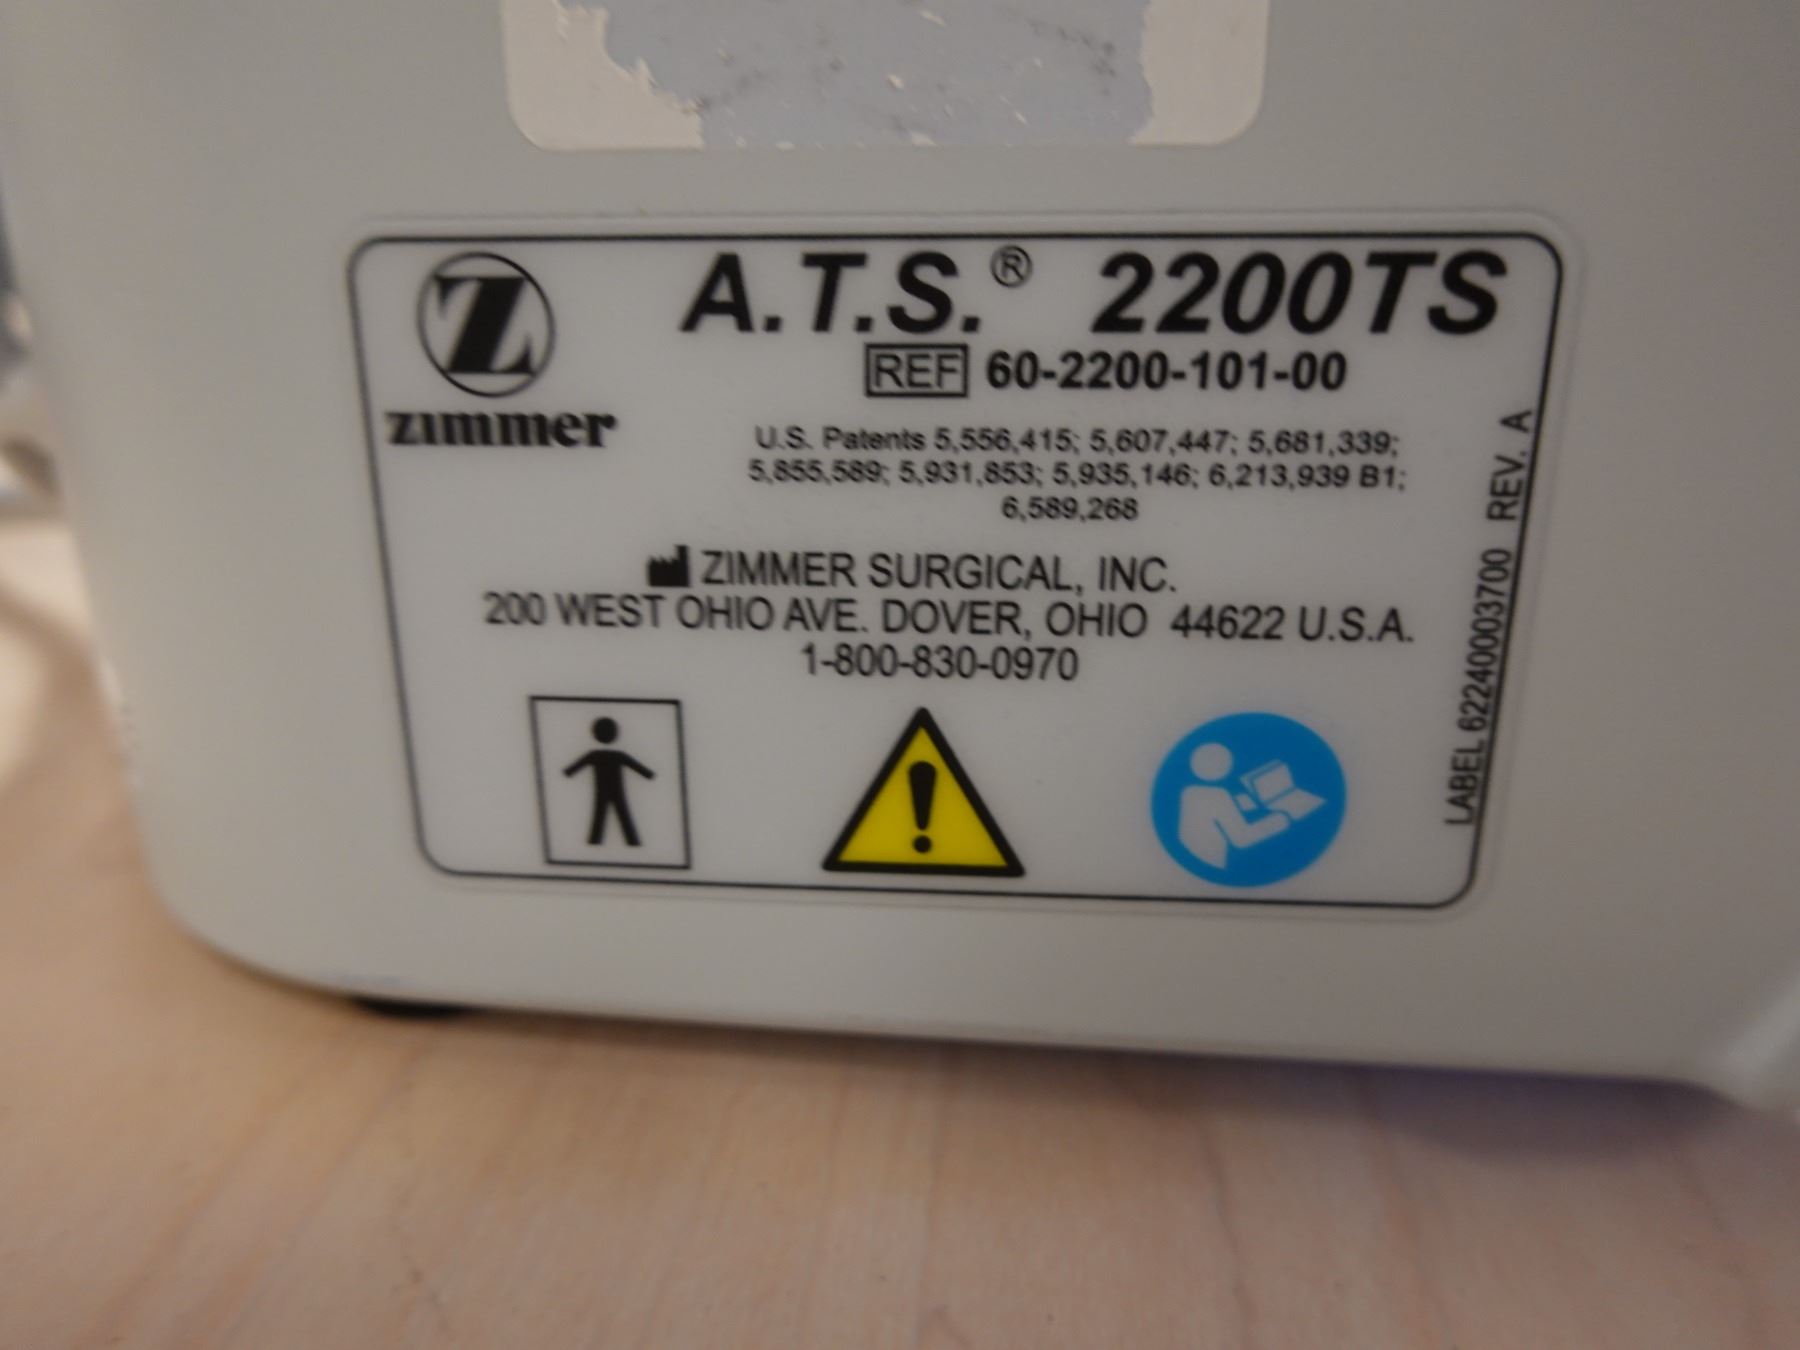 Z
zimmer
A.T.S.® 2200TS
REF 60-2200-101-00
U.S. Patents 5,556,415; 5,607,447; 5,681,339;
5,855,589; 5,931,853; 5,935,146; 6,213,939 B1;
6,589,268
ZIMMER SURGICAL, INC.
200 WEST OHIO AVE. DOVER, OHIO 44622 U.S.A.
1-800-830-0970
LABEL 62240003700 REV. A